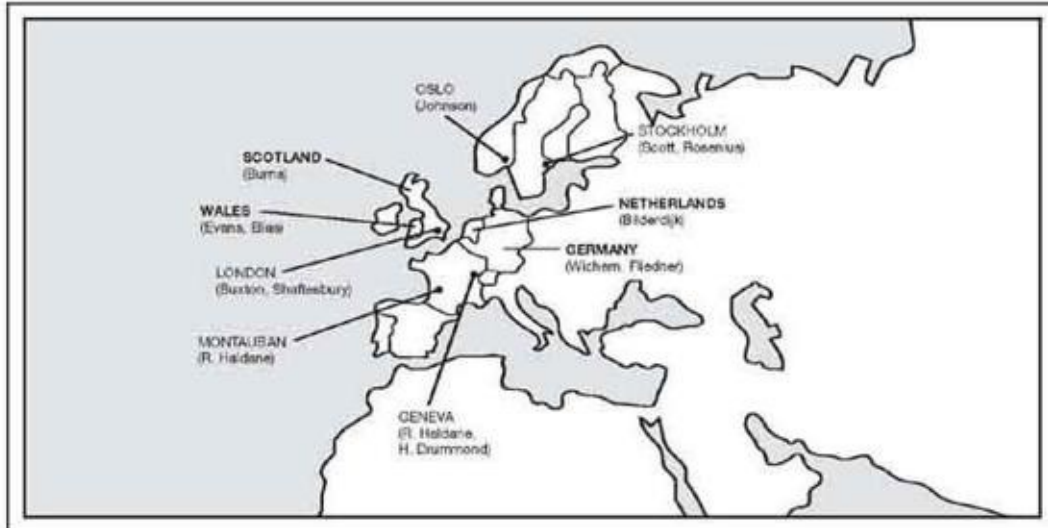 OSLO
(Johnson)
STOCKHOLM
(Scott, Rosenius)
SCOTLAND
(Burns)
WALES
(Evans, Elias)
NETHERLANDS
(Bilderdijk)
GERMANY
(Wichern, Fliedner)
LONDON
(Buxton, Shaftesbury)
MONTAUBAN
(R. Haldane)
GENEVA
(R. Haldane,
H. Drummond)